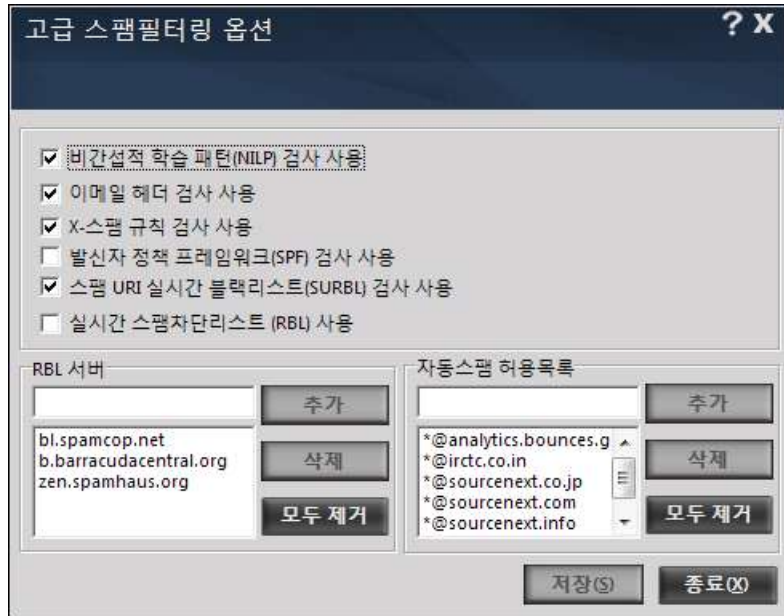 고급 스팸필터링 옵션
? X
비간섭적 학습 패턴(NILP) 검사 사용
이메일 헤더 검사 사용
X-스팸 규칙 검사 사용
발신자 정책 프레임워크(SPF) 검사 사용
스팸 URI 실시간 블랙리스트(SURBL) 검사 사용
실시간 스팸차단리스트 (RBL) 사용
RBL 서버
추가
bl.spamcop.net
b.barracudacentral.org
zen.spamhaus.org
삭제
모두 제거
자동스팸 허용목록
추가
*@analytics.bounces.g
*@irctc.co.in
*@sourcenext.co.jp
*@sourcenext.com
*@sourcenext.info
삭제
모두 제거
저장(S)
종료(X)